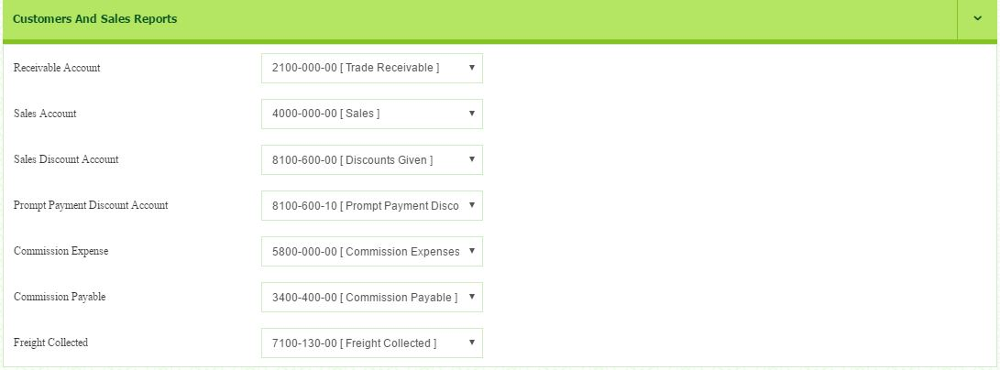 Customers And Sales Reports
Receivable Account 2100-000-00 [ Trade Receivable ]
Sales Account 4000-000-00 [ Sales ]
Sales Discount Account 8100-600-00 [ Discounts Given ]
Prompt Payment Discount Account 8100-600-10 [ Prompt Payment Disco
Commission Expense 5800-000-00 [ Commission Expenses
Commission Payable 3400-400-00 [ Commission Payable ]
Freight Collected 7100-130-00 [ Freight Collected ]